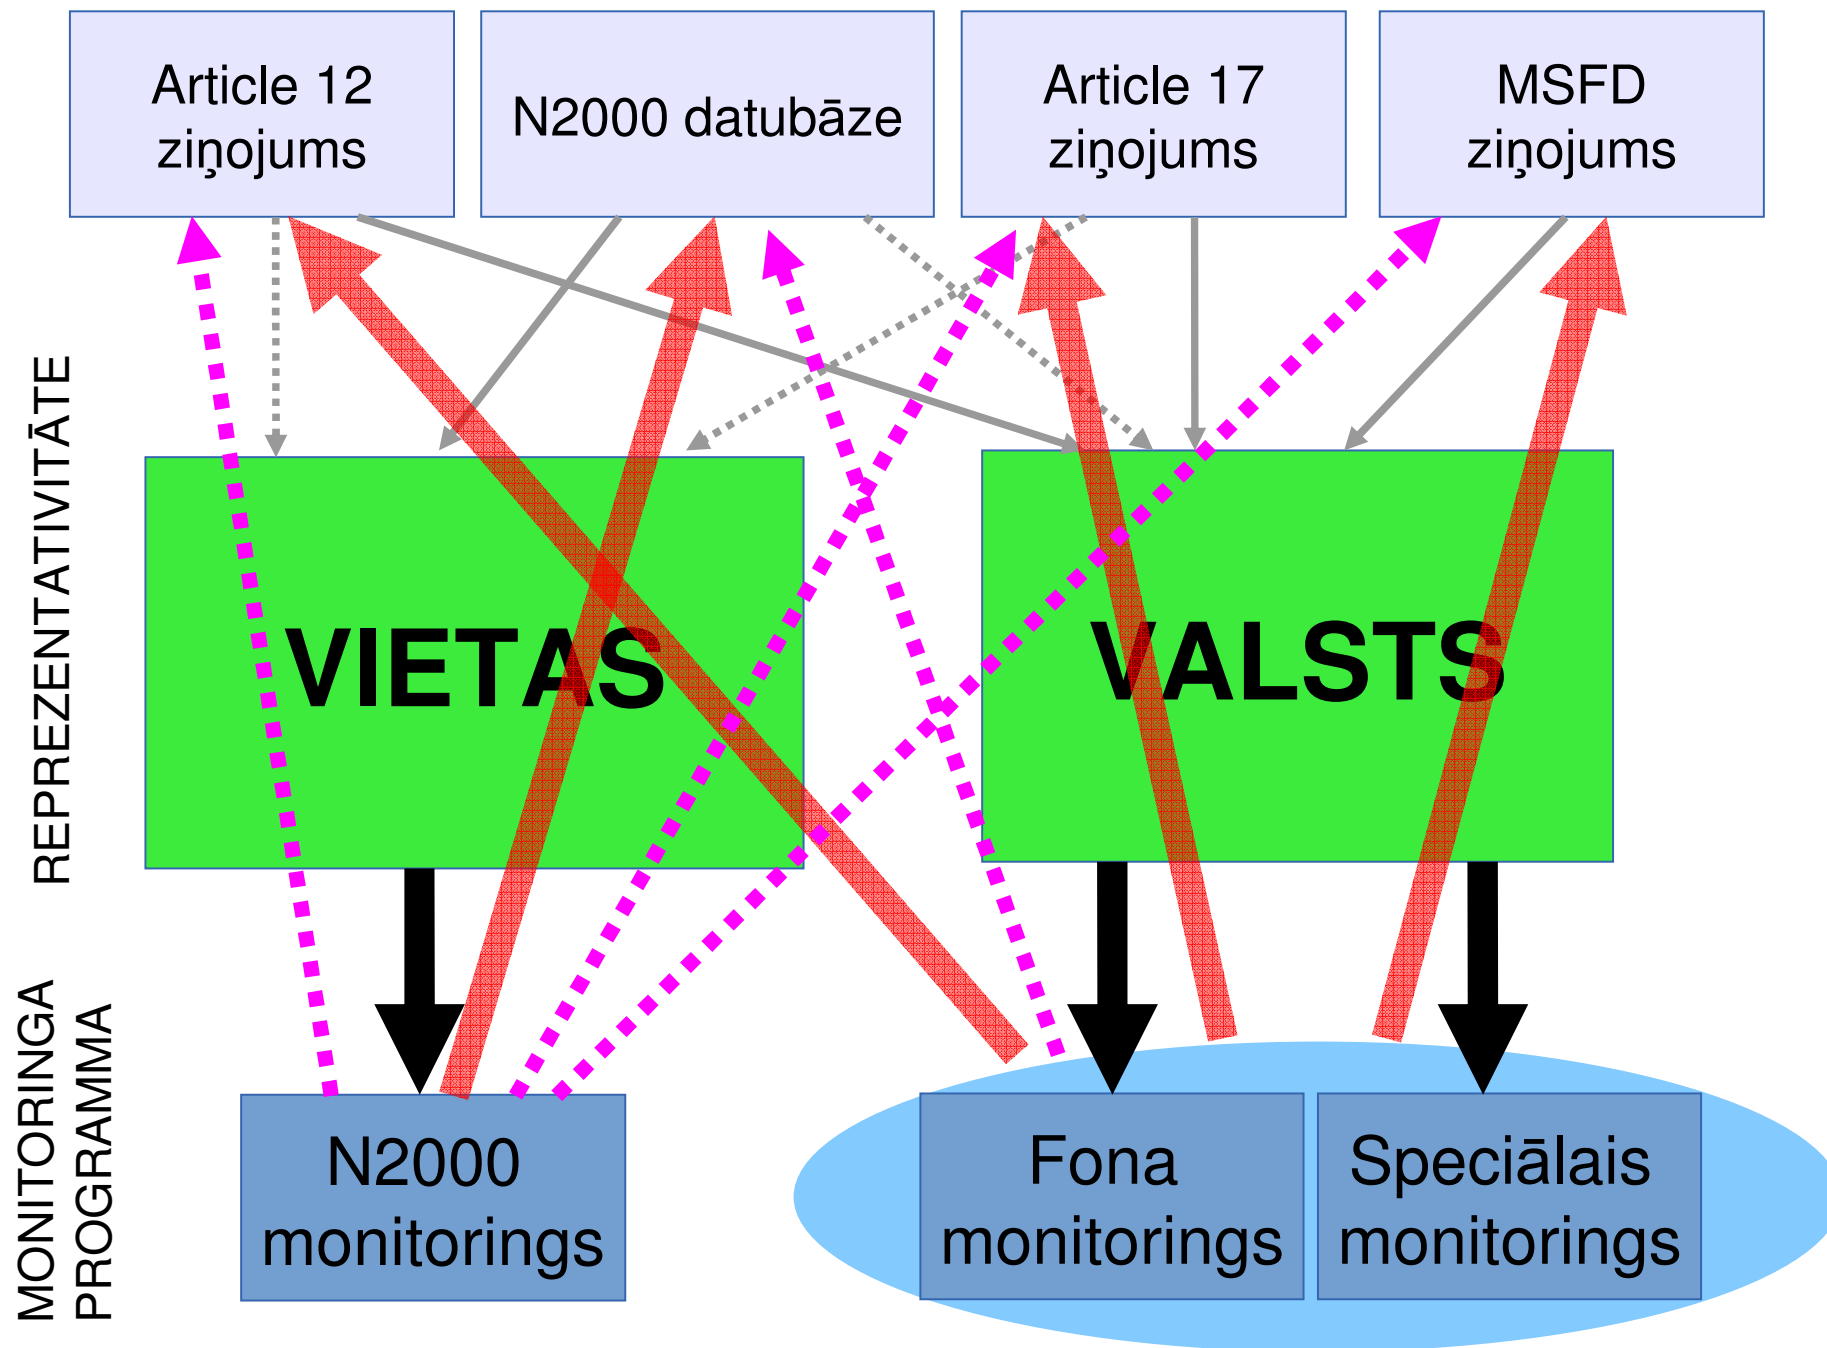 Article 12
ziņojums
N2000 datubāze
Article 17
ziņojums
MSFD
ziņojums
REPREZENTATIVITĀTE
VIETAS
VALSTS
MONITORINGA
PROGRAMMA
N2000
monitorings
Fona
monitorings
Speciālais
monitorings